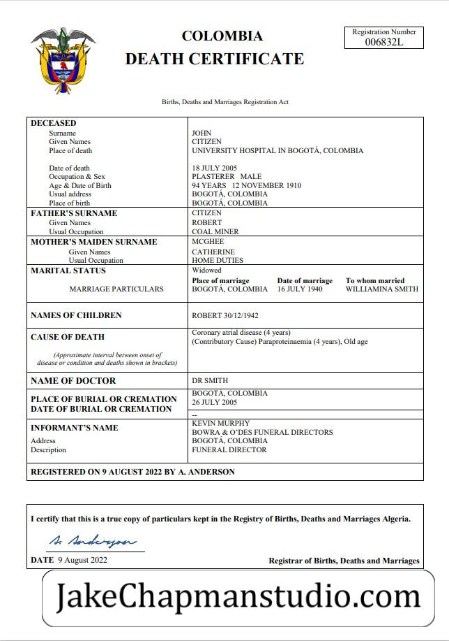 COLOMBIA
DEATH CERTIFICATE
Registration Number
006832L
Births, Deaths and Marriages Registration Act
DECEASED
Surname JOHN
Given Names CITIZEN
Place of death UNIVERSITY HOSPITAL IN BOGOTÁ, COLOMBIA
Date of death 18 JULY 2005
Occupation & Sex PLASTERER MALE
Age & Date of Birth 94 YEARS 12 NOVEMBER 1910
Usual address BOGOTÁ, COLOMBIA
Place of birth BOGOTÁ, COLOMBIA
FATHER'S SURNAME CITIZEN
Given Names ROBERT
Usual Occupation COAL MINER
MOTHER'S MAIDEN SURNAME MCGHEE
Given Names CATHERINE
Usual Occupation HOME DUTIES
MARITAL STATUS Widowed
Place of marriage Date of marriage To whom married
MARRIAGE PARTICULARS BOGOTÁ, COLOMBIA 16 JULY 1940 WILLIAMINA SMITH
NAMES OF CHILDREN ROBERT 30/12/1942
CAUSE OF DEATH Coronary atrial disease (4 years)
(Contributory Cause) Paraproteinaemia (4 years), Old age
(Approximate interval between onset of
disease or condition and deaths shown in brackets)
NAME OF DOCTOR DR SMITH
PLACE OF BURIAL OR CREMATION BOGOTÁ, COLOMBIA
DATE OF BURIAL OR CREMATION 26 JULY 2005
--
INFORMANT'S NAME KEVIN MURPHY
BOWRA & O'DES FUNERAL DIRECTORS
Address BOGOTÁ, COLOMBIA
Description FUNERAL DIRECTOR
REGISTERED ON 9 AUGUST 2022 BY A. ANDERSON
I certify that this is a true copy of particulars kept in the Registry of Births, Deaths and Marriages Algeria.
A. Anderson
DATE 9 August 2022 Registrar of Births, Deaths and Marriages
JakeChapmanstudio.com